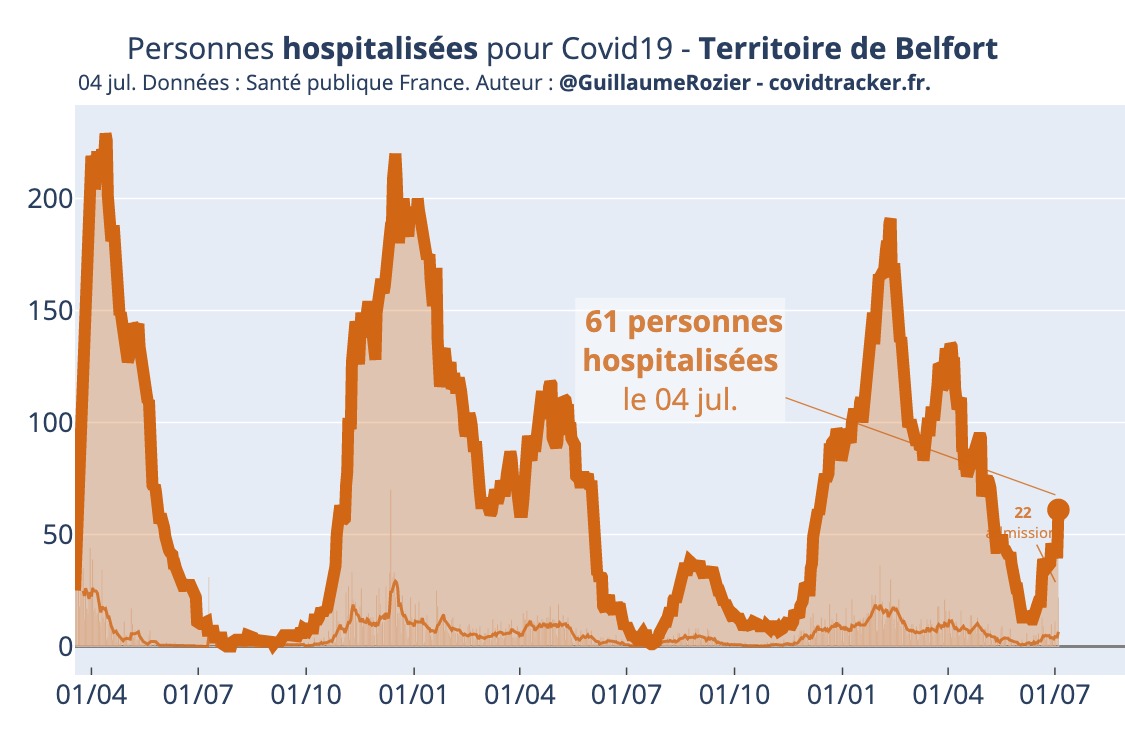 Personnes hospitalisées pour Covid19 - Territoire de Belfort
04 jul. Données : Santé publique France. Auteur : @GuillaumeRozier - covidtracker.fr.
200
150
100
50
0
61 personnes
hospitalisées
le 04 jul.
22
01/04 01/07 01/10 01/01 01/04 01/07 01/10 01/01 01/04 01/07